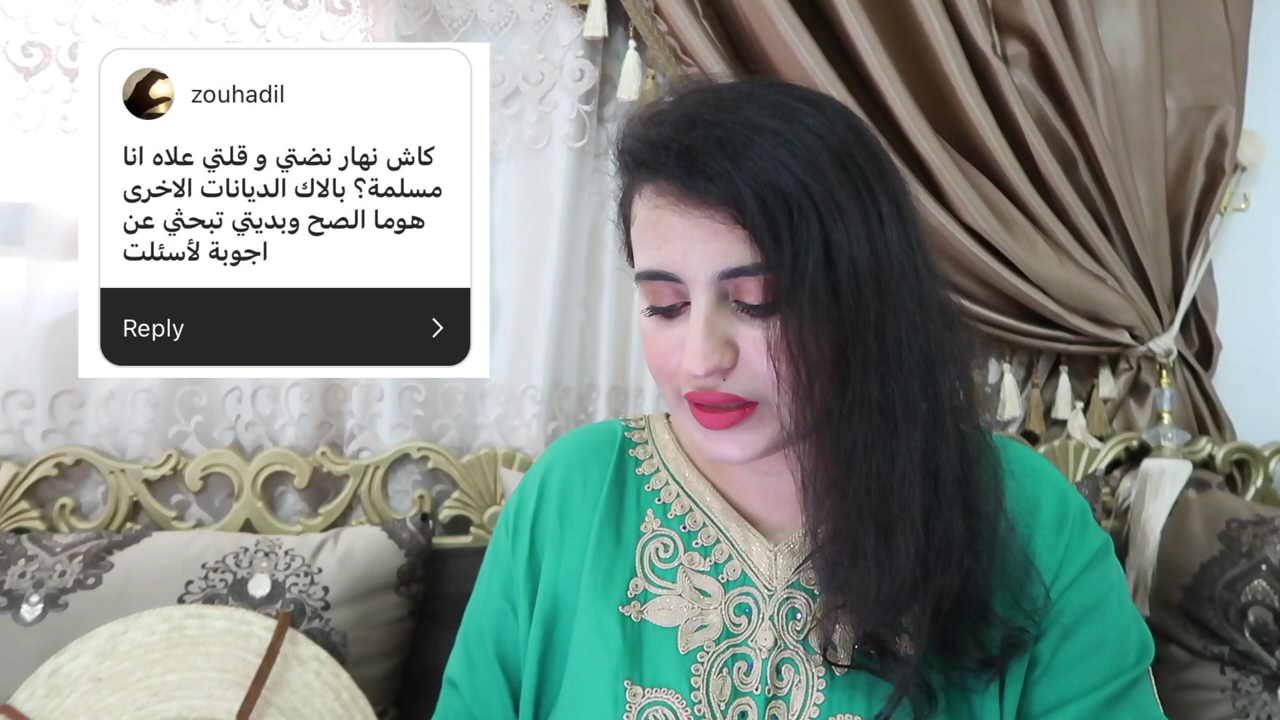 zouhadil
كاش نهار نضتي و قلتي علاه انا
مسلمة؟ بالاك الديانات الاخرى
هوما الصح وبديتي تبحثي عن
اجوبة لأسئلت
Reply